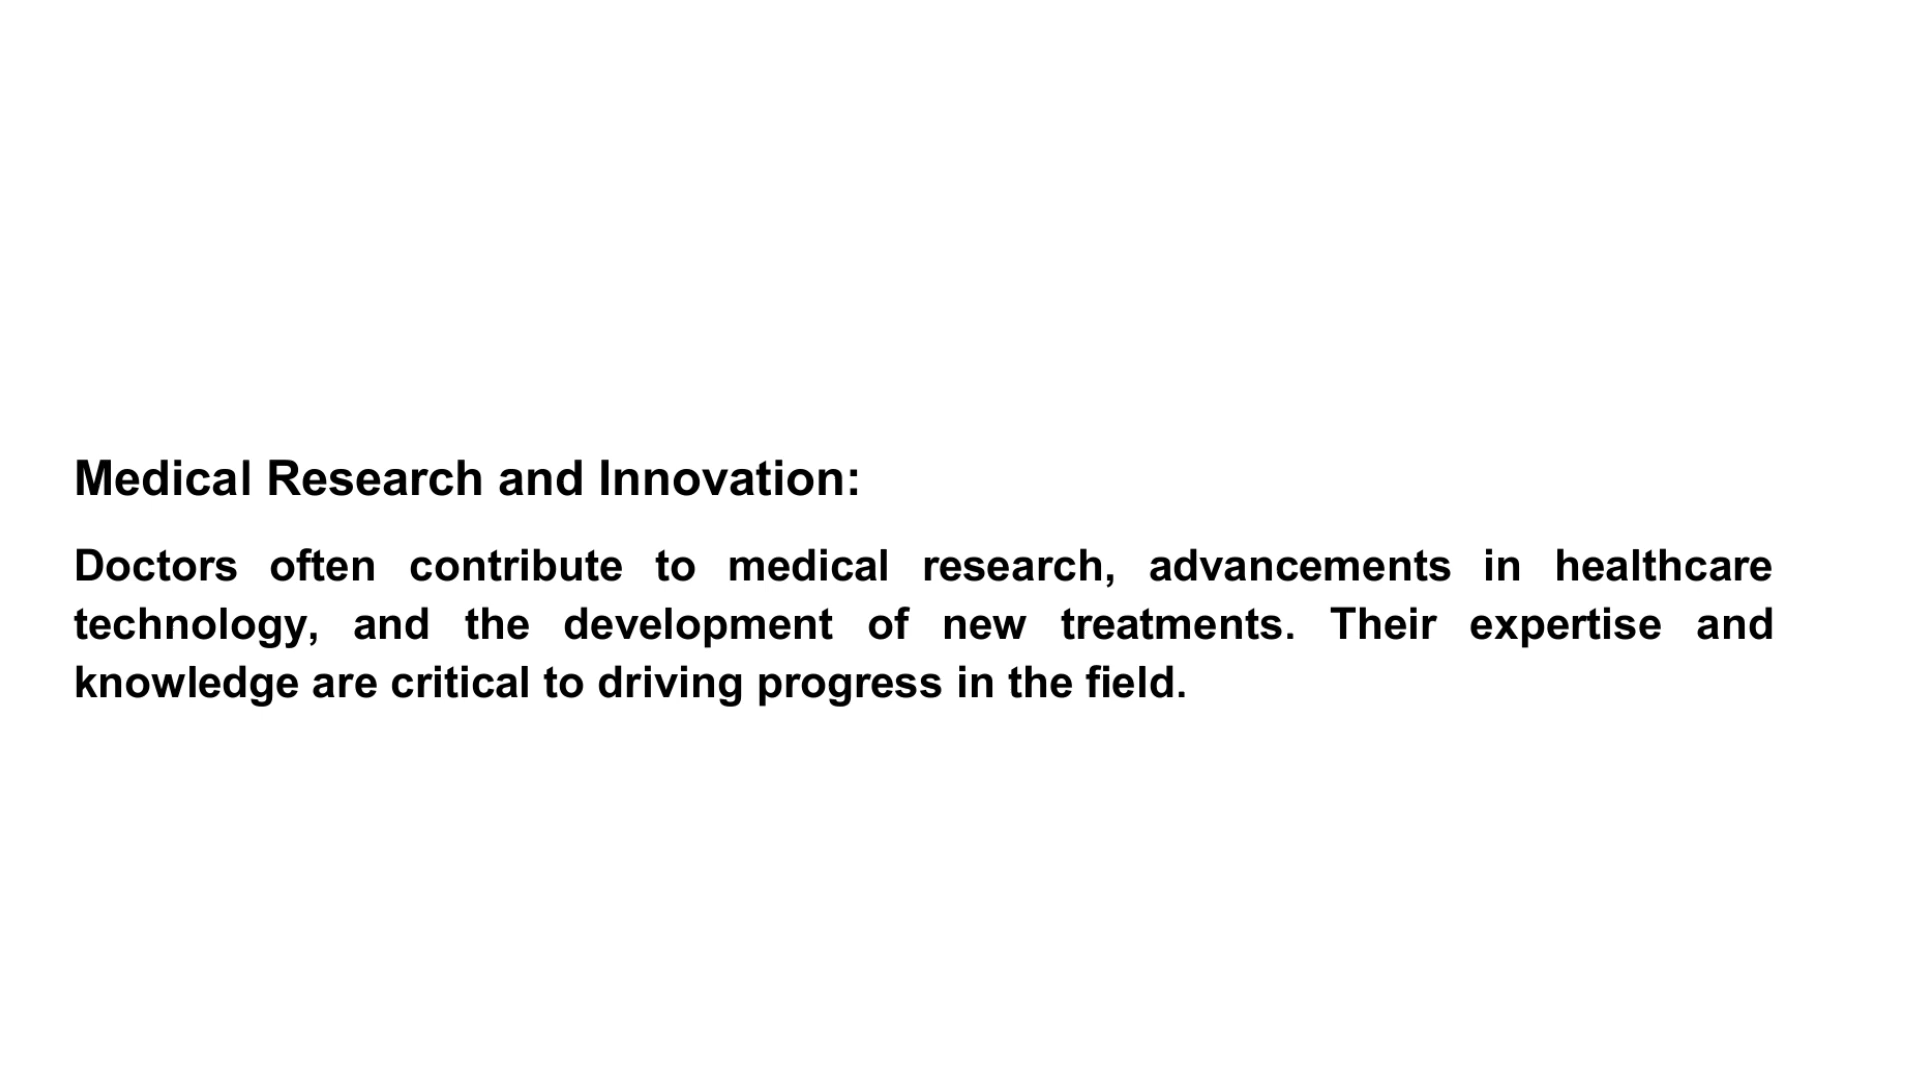 Medical Research and Innovation:
Doctors often contribute to medical research, advancements in healthcare
technology, and the development of new treatments. Their expertise and
knowledge are critical to driving progress in the field.